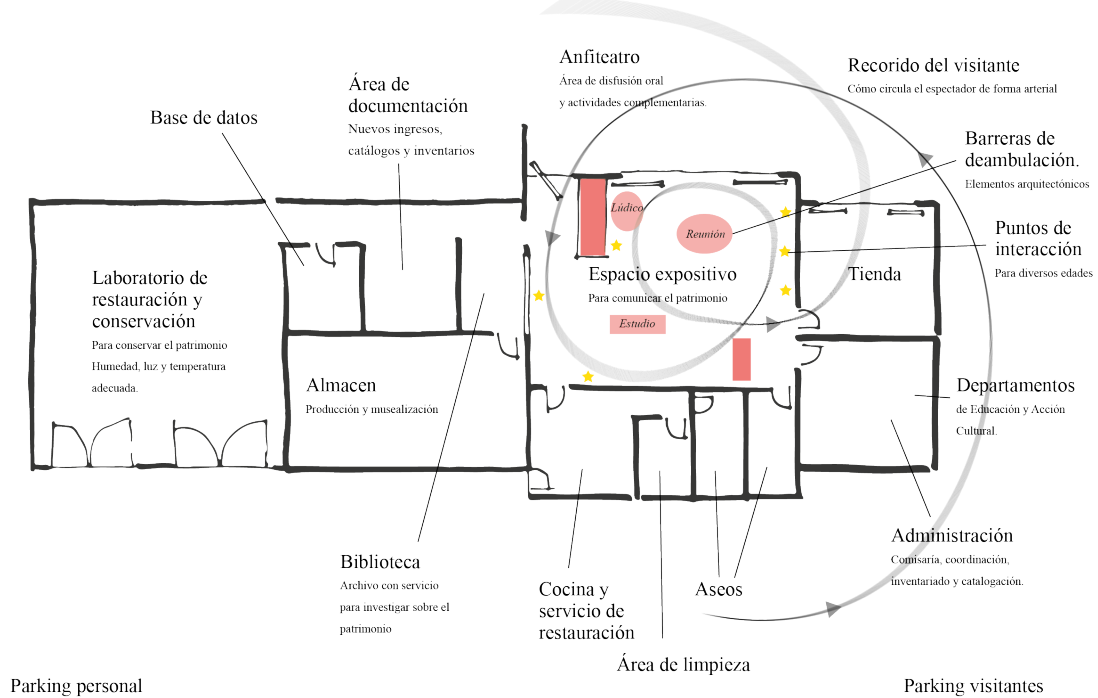 Anfiteatro
Área de disfusión oral
y actividades complementarias.
Recorido del visitante
Cómo circula el espectador de forma arterial
Área de
documentación
Nuevos ingresos,
catálogos y inventarios
Base de datos
Barreras de
deambulación.
Elementos arquitectónicos
Lúdico
Reunión
Puntos de
interacción
Para diversos edades
Laboratorio de
restauración y
conservación
Para conservar el patrimonio
Humedad, luz y temperatura
adecuada.
Espacio expositivo
Para comunicar el patrimonio
Tienda
Estudio
Almacen
Producción y musealización
Departamentos
de Educación y Acción
Cultural.
Administración
Comisaría, coordinación,
inventariado y catalogación.
Biblioteca
Archivo con servicio
para investigar sobre el
patrimonio
Cocina y
servicio de
restauración
Aseos
Área de limpieza
Parking personal
Parking visitantes